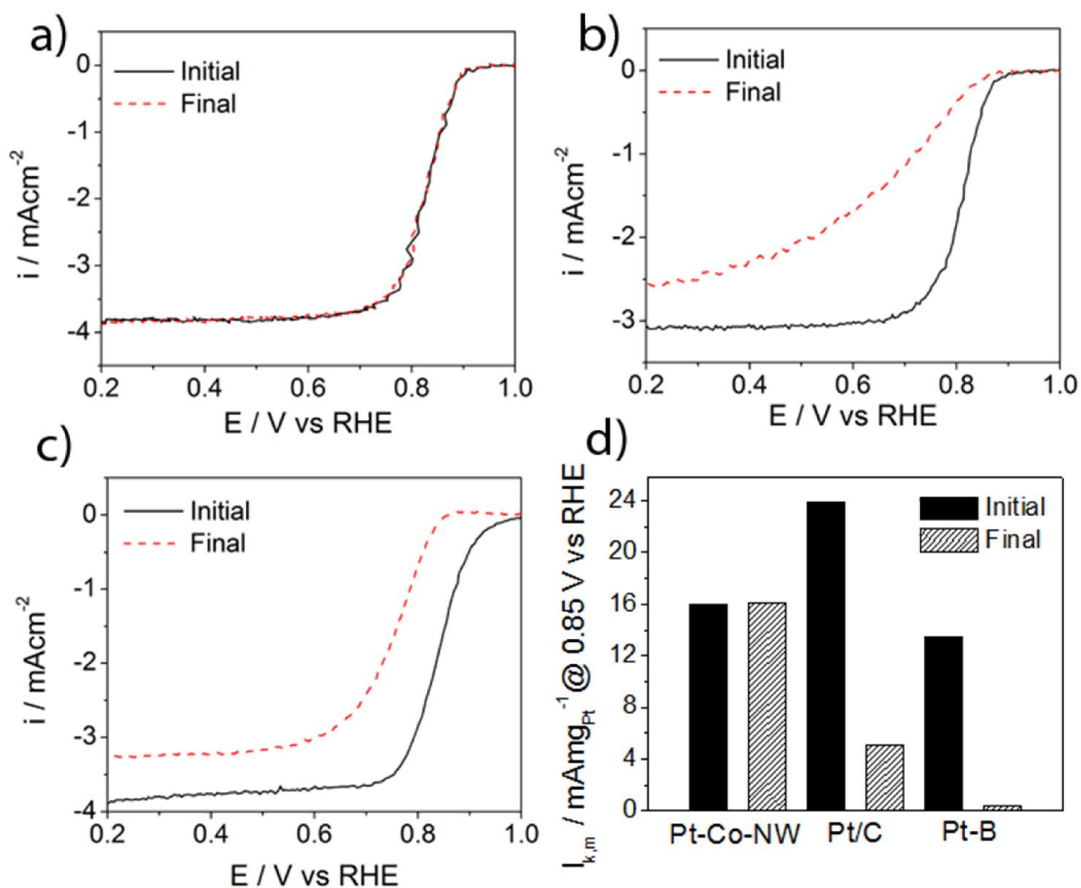 a)
Initial
Final
0
-1
-2
-3
-4
i / mAcm⁻²
0.2 0.4 0.6 0.8 1.0
E / V vs RHE
b)
Initial
Final
0
-1
-2
-3
i / mAcm⁻²
0.2 0.4 0.6 0.8 1.0
E / V vs RHE
c)
Initial
Final
0
-1
-2
-3
-4
i / mAcm⁻²
0.2 0.4 0.6 0.8 1.0
E / V vs RHE
d)
Initial
Final
24
20
16
12
8
4
0
I_k,m / mAmg_Pt⁻¹ @ 0.85 V vs RHE
Pt-Co-NW Pt/C Pt-B